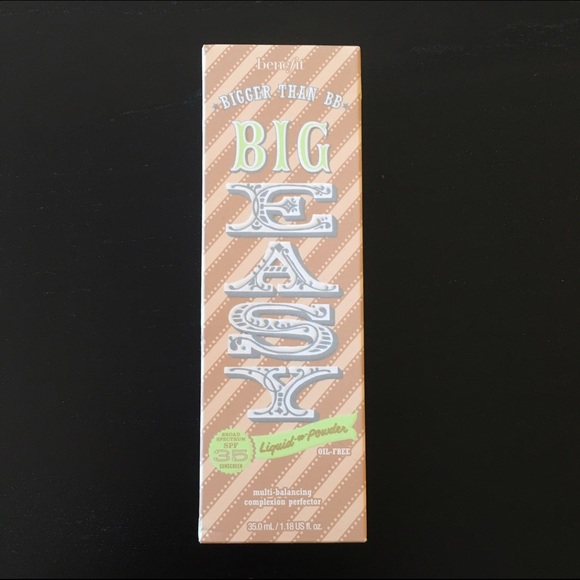 benefit
BIGGER THAN BB
BIG
EASY
BROAD
SPECTRUM
SPF
35
SUNSCREEN
Liquid to Powder
OIL-FREE
multi-balancing
complexion perfector
35.0 mL / 1.18 US fl. oz.